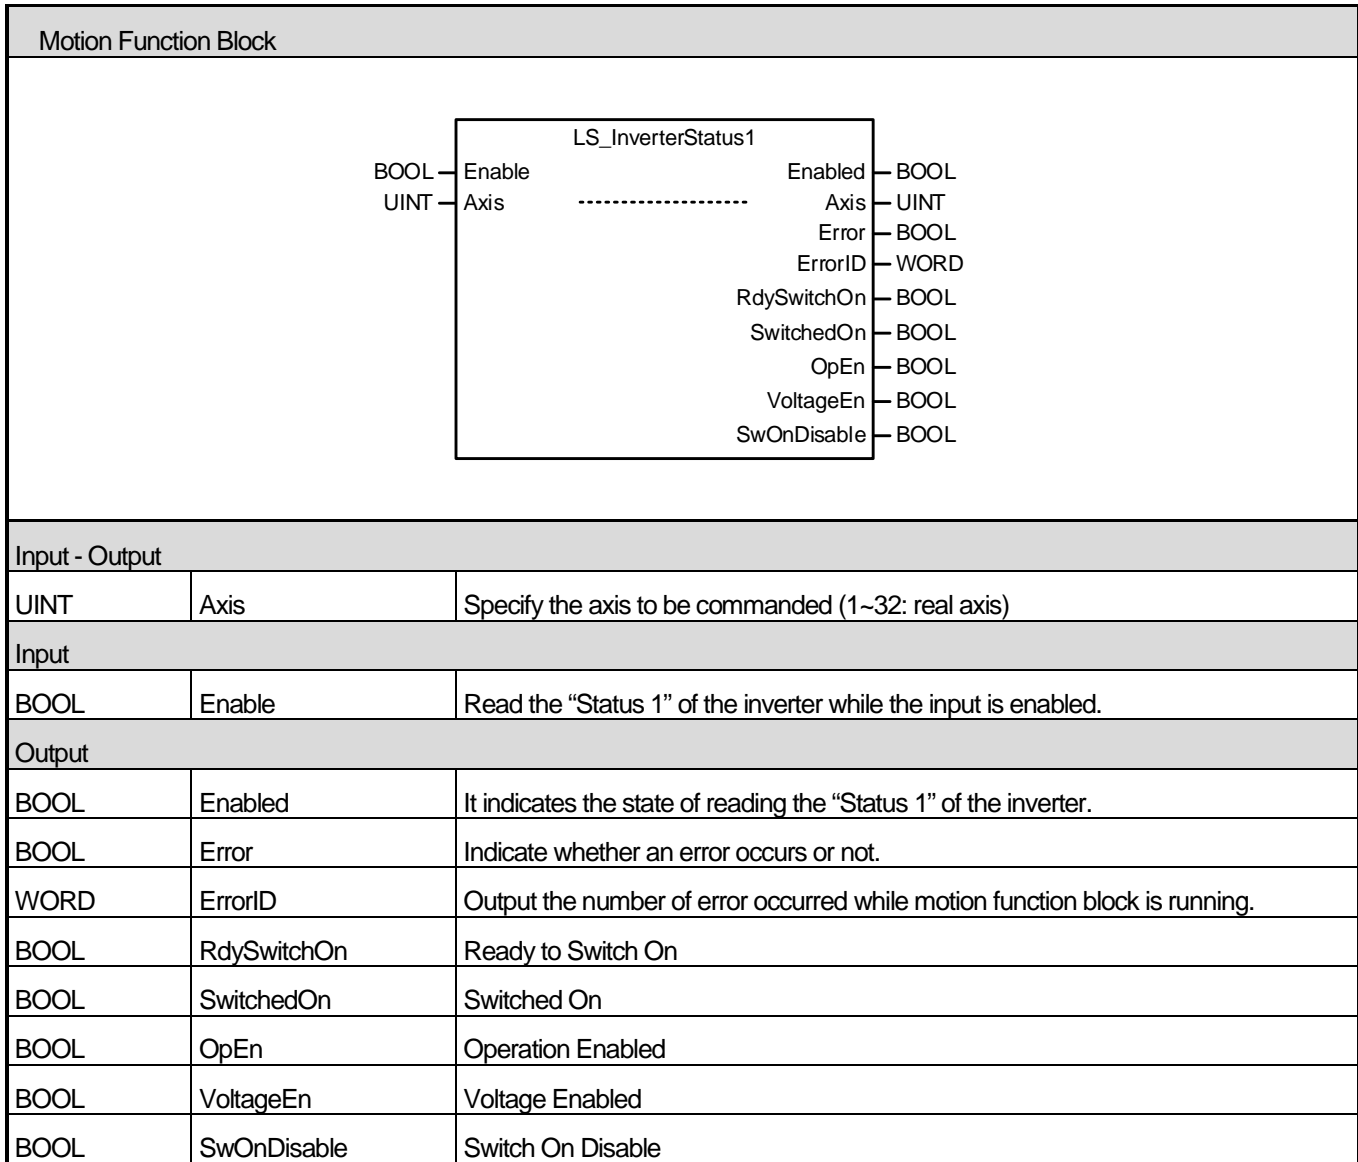 Motion Function Block
LS_InverterStatus1
BOOL Enable Enabled BOOL
UINT Axis Axis UINT
Error BOOL
ErrorID WORD
RdySwitchOn BOOL
SwitchedOn BOOL
OpEn BOOL
VoltageEn BOOL
SwOnDisable BOOL
Input - Output
UINT Axis Specify the axis to be commanded (1~32: real axis)
Input
BOOL Enable Read the “Status 1” of the inverter while the input is enabled.
Output
BOOL Enabled It indicates the state of reading the “Status 1” of the inverter.
BOOL Error Indicate whether an error occurs or not.
WORD ErrorID Output the number of error occurred while motion function block is running.
BOOL RdySwitchOn Ready to Switch On
BOOL SwitchedOn Switched On
BOOL OpEn Operation Enabled
BOOL VoltageEn Voltage Enabled
BOOL SwOnDisable Switch On Disable